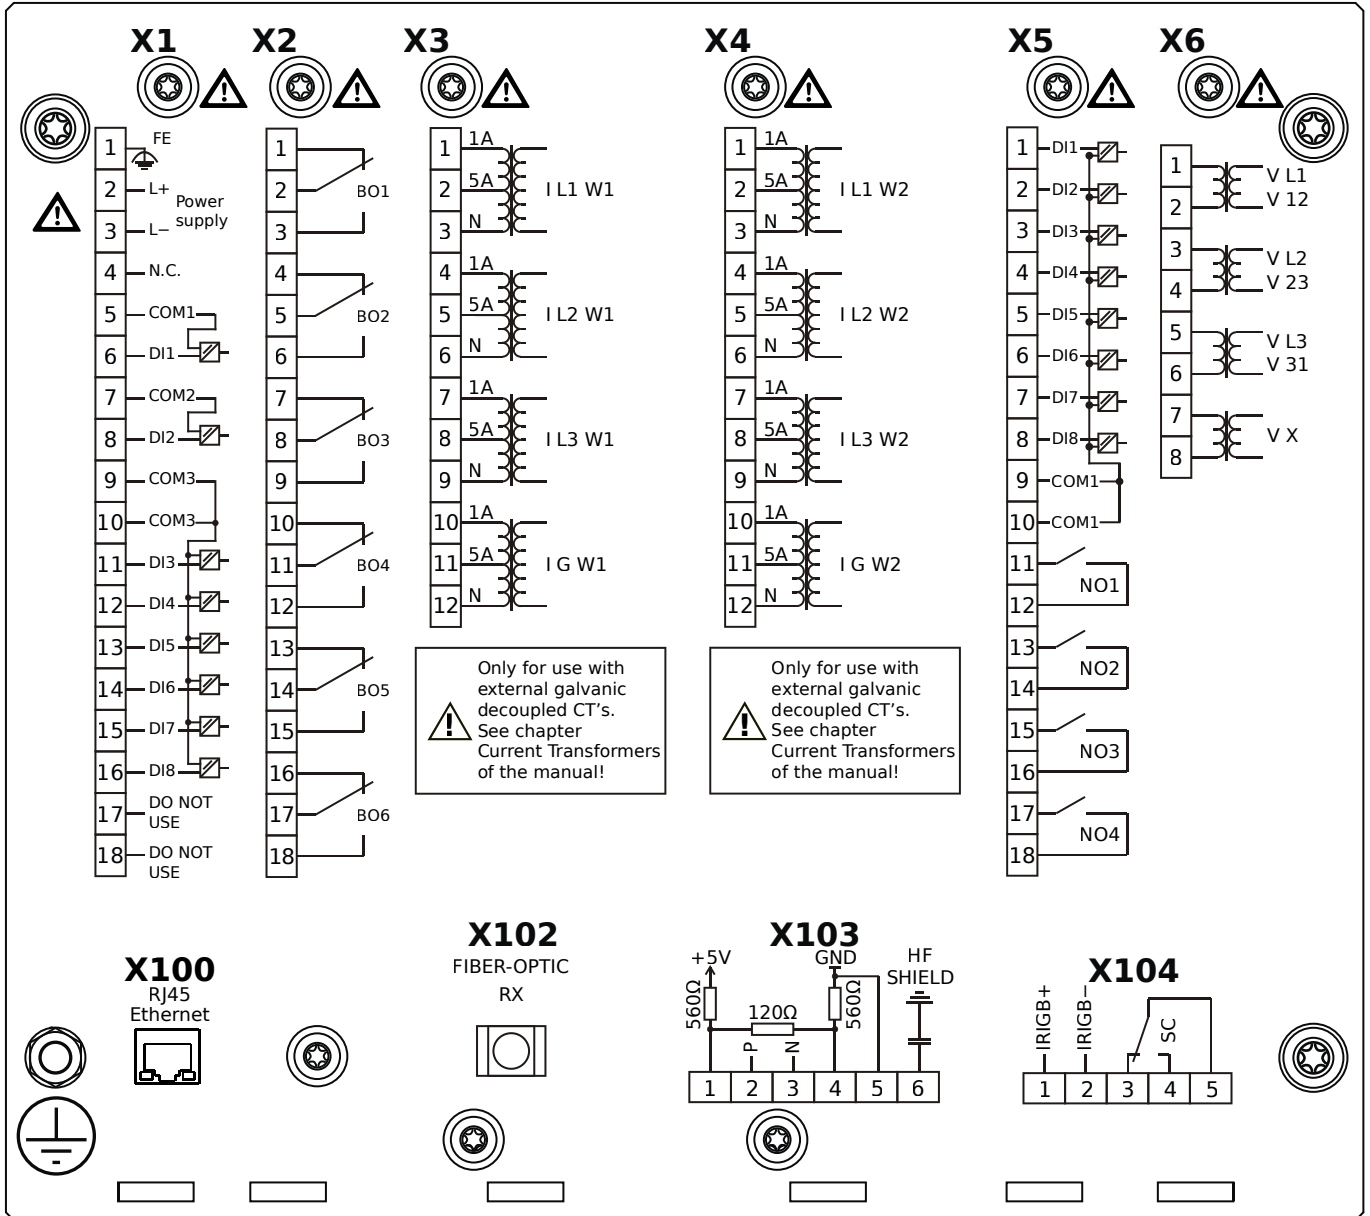 X1
1 FE
2 L+ Power
supply
3 L−
4 N.C.
5 COM1
6 DI1
7 COM2
8 DI2
9 COM3
10 COM3
11 DI3
12 DI4
13 DI5
14 DI6
15 DI7
16 DI8
17 DO NOT
USE
18 DO NOT
USE
X2
1
2 BO1
3
4
5 BO2
6
7
8 BO3
9
10
11 BO4
12
13
14 BO5
15
16
17 BO6
18
X3
1 1A
2 5A I L1 W1
3 N
4 1A
5 5A I L2 W1
6 N
7 1A
8 5A I L3 W1
9 N
10 1A
11 5A I G W1
12 N
Only for use with
external galvanic
decoupled CT's.
See chapter
Current Transformers
of the manual!
X4
1 1A
2 5A I L1 W2
3 N
4 1A
5 5A I L2 W2
6 N
7 1A
8 5A I L3 W2
9 N
10 1A
11 5A I G W2
12 N
Only for use with
external galvanic
decoupled CT's.
See chapter
Current Transformers
of the manual!
X5
1 DI1
2 DI2
3 DI3
4 DI4
5 DI5
6 DI6
7 DI7
8 DI8
9 COM1
10 COM1
11
NO1
12
13
NO2
14
15
NO3
16
17
NO4
18
X6
1 V L1
2 V 12
3 V L2
4 V 23
5 V L3
6 V 31
7
V X
8
X100
RJ45
Ethernet
X102
FIBER-OPTIC
RX
X103
+5V GND HF
SHIELD
560Ω 120Ω 560Ω
P N
1 2 3 4 5 6
X104
IRIGB+ IRIGB− SC
1 2 3 4 5